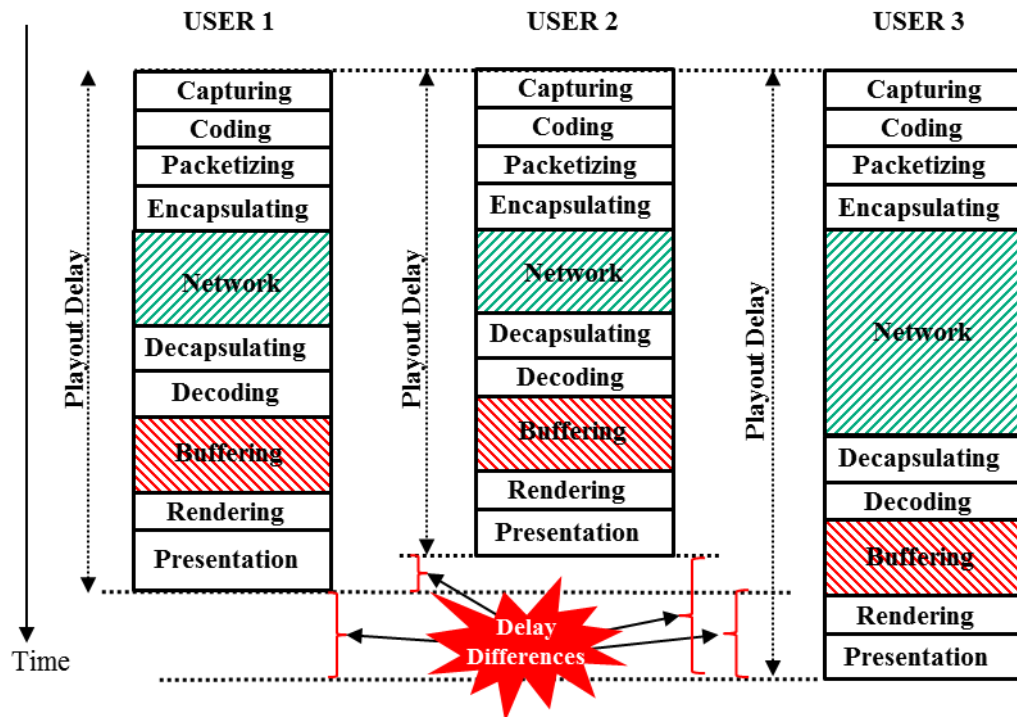 USER 1
USER 2
USER 3
Playout Delay
Capturing
Coding
Packetizing
Encapsulating
Network
Decapsulating
Decoding
Buffering
Rendering
Presentation
Playout Delay
Capturing
Coding
Packetizing
Encapsulating
Network
Decapsulating
Decoding
Buffering
Rendering
Presentation
Playout Delay
Capturing
Coding
Packetizing
Encapsulating
Network
Decapsulating
Decoding
Buffering
Rendering
Presentation
Delay
Differences
Time